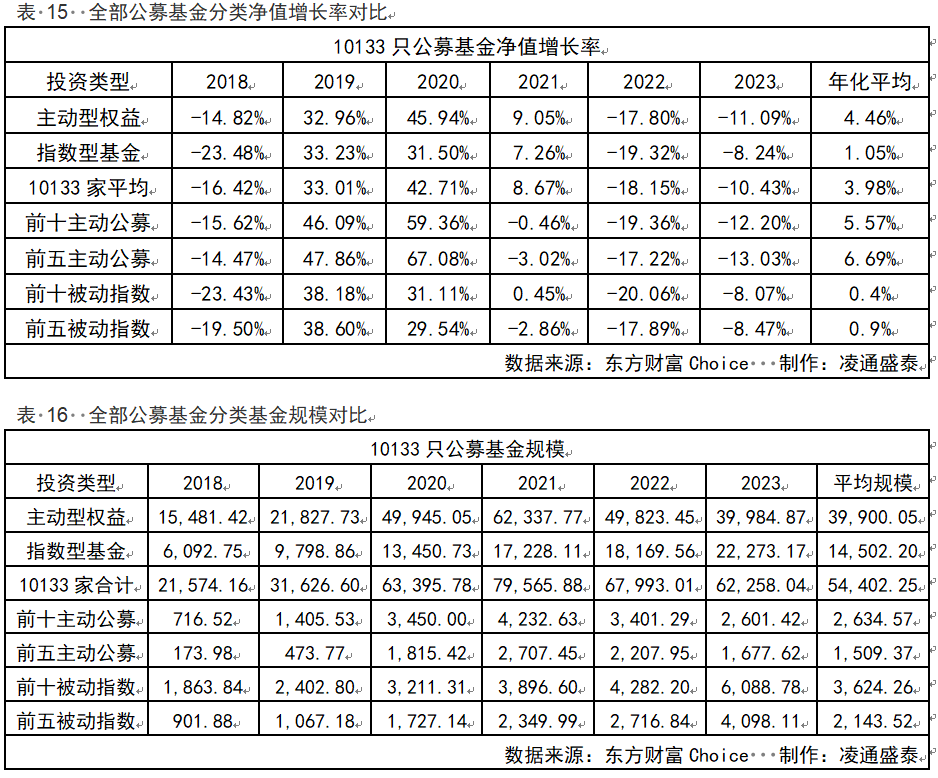 表 15  全部公募基金分类净值增长率对比
10133 只公募基金净值增长率
投资类型 2018 2019 2020 2021 2022 2023 年化平均
主动型权益 -14.82% 32.96% 45.94% 9.05% -17.80% -11.09% 4.46%
指数型基金 -23.48% 33.23% 31.50% 7.26% -19.32% -8.24% 1.05%
10133 家平均 -16.42% 33.01% 42.71% 8.67% -18.15% -10.43% 3.98%
前十主动公募 -15.62% 46.09% 59.36% -0.46% -19.36% -12.20% 5.57%
前五主动公募 -14.47% 47.86% 67.08% -3.02% -17.22% -13.03% 6.69%
前十被动指数 -23.43% 38.18% 31.11% 0.45% -20.06% -8.07% 0.4%
前五被动指数 -19.50% 38.60% 29.54% -2.86% -17.89% -8.47% 0.9%
数据来源：东方财富 Choice   制作：凌通盛泰
表 16  全部公募基金分类基金规模对比
10133 只公募基金规模
投资类型 2018 2019 2020 2021 2022 2023 平均规模
主动型权益 15,481.42 21,827.73 49,945.05 62,337.77 49,823.45 39,984.87 39,900.05
指数型基金 6,092.75 9,798.86 13,450.73 17,228.11 18,169.56 22,273.17 14,502.20
10133 家合计 21,574.16 31,626.60 63,395.78 79,565.88 67,993.01 62,258.04 54,402.25
前十主动公募 716.52 1,405.53 3,450.00 4,232.63 3,401.29 2,601.42 2,634.57
前五主动公募 173.98 473.77 1,815.42 2,707.45 2,207.95 1,677.62 1,509.37
前十被动指数 1,863.84 2,402.80 3,211.31 3,896.60 4,282.20 6,088.78 3,624.26
前五被动指数 901.88 1,067.18 1,727.14 2,349.99 2,716.84 4,098.11 2,143.52
数据来源：东方财富 Choice   制作：凌通盛泰